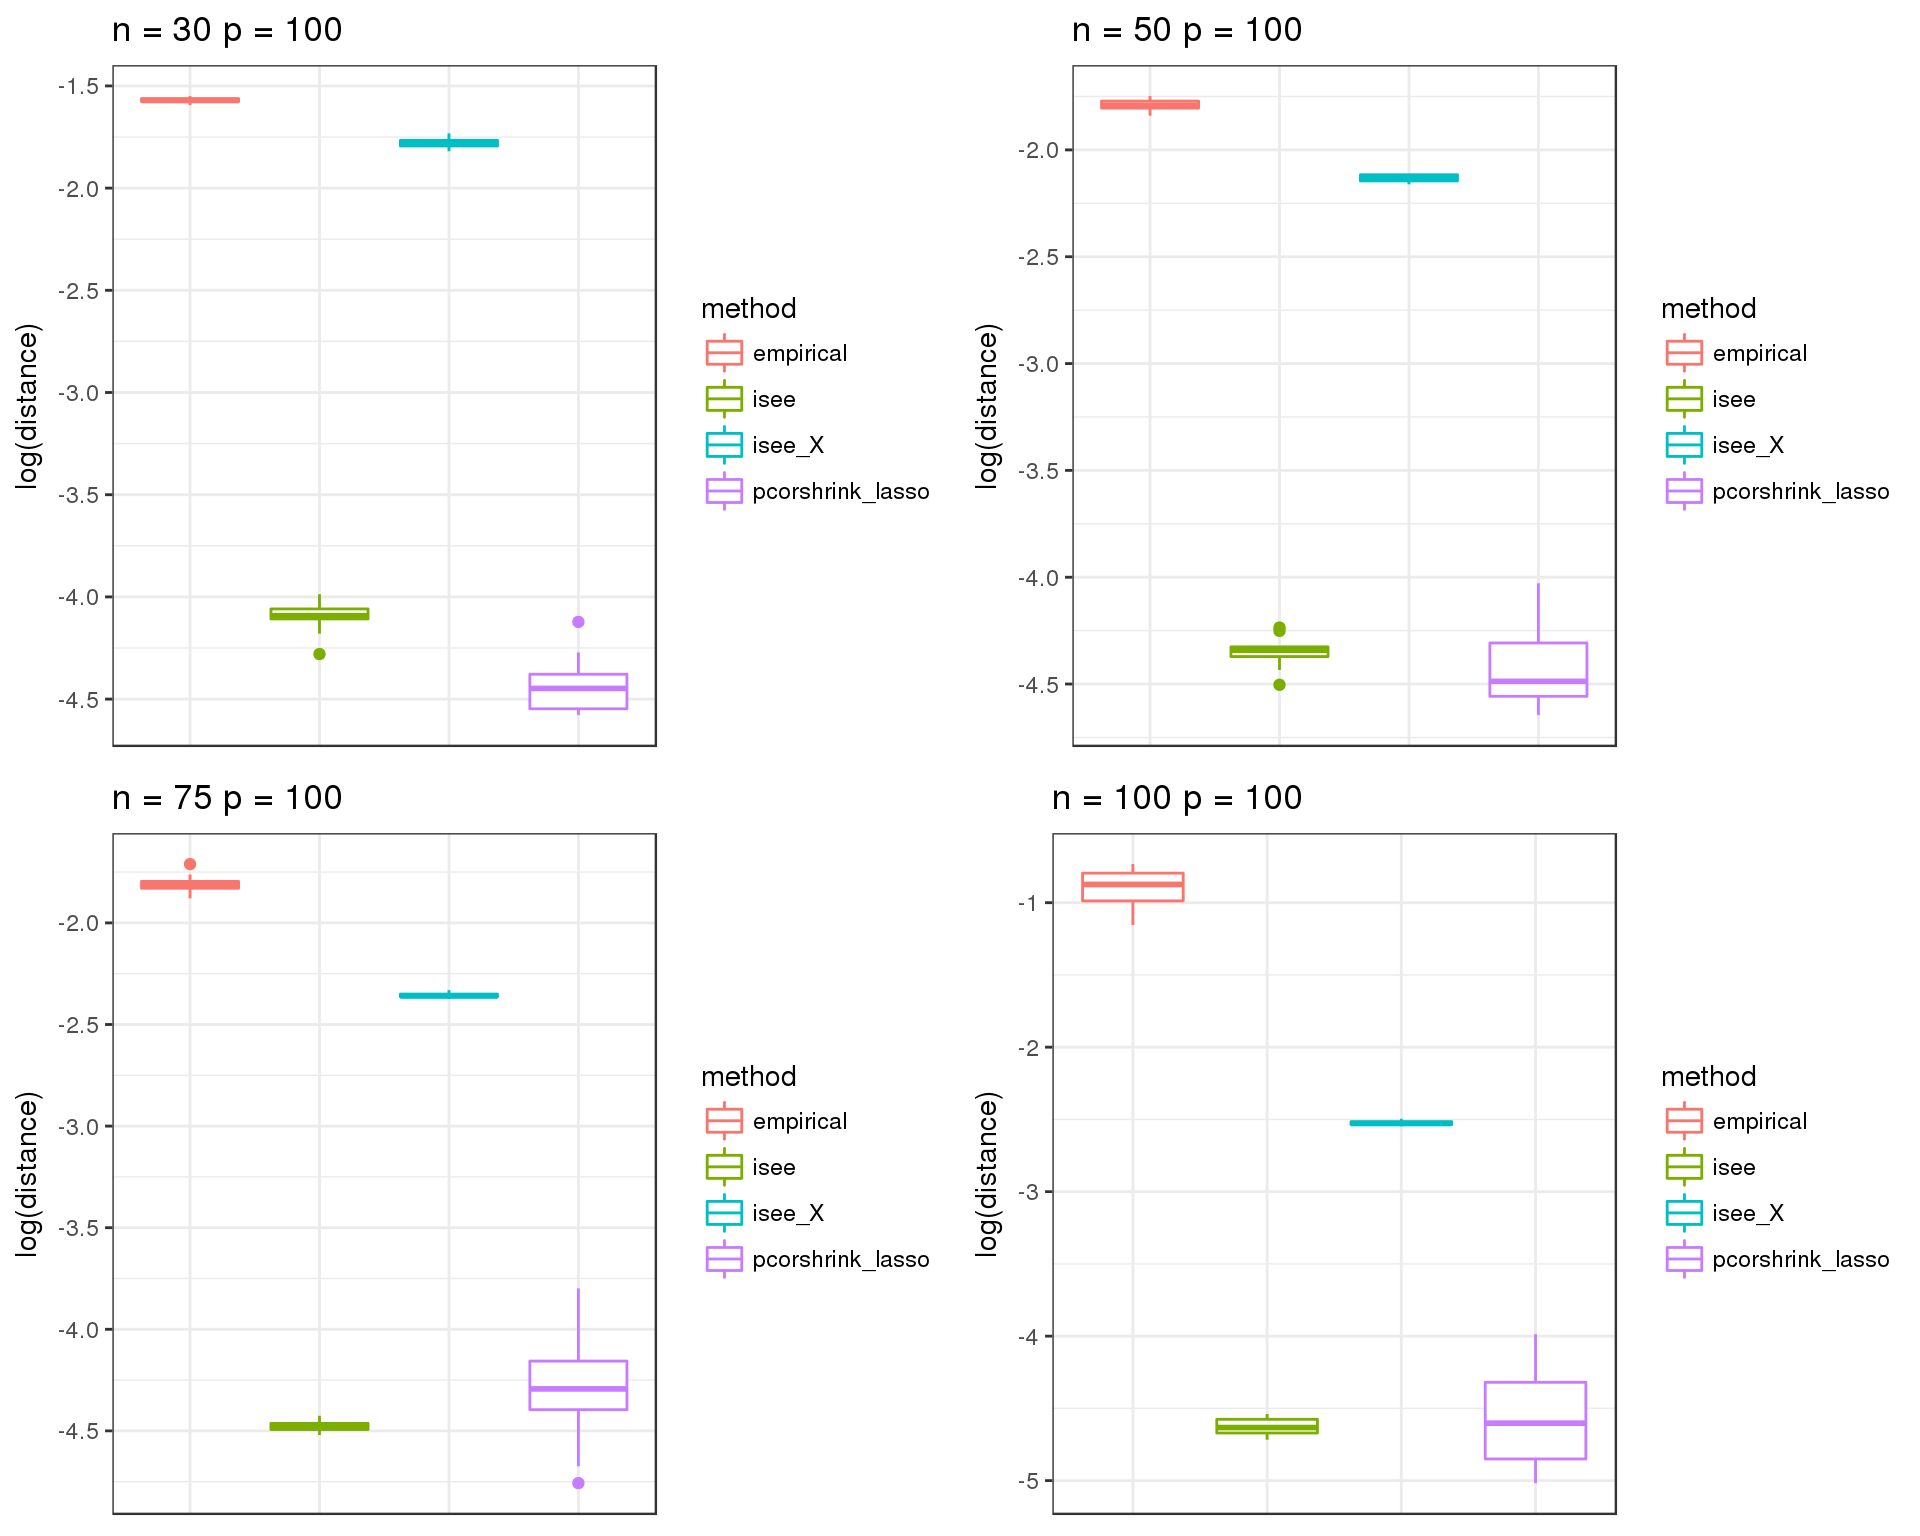 n = 30 p = 100
-1.5
-2.0
-2.5
-3.0
-3.5
-4.0
-4.5
log(distance)
method
empirical
isee
isee_X
pcorshrink_lasso
n = 50 p = 100
-2.0
-2.5
-3.0
-3.5
-4.0
-4.5
log(distance)
method
empirical
isee
isee_X
pcorshrink_lasso
n = 75 p = 100
-2.0
-2.5
-3.0
-3.5
-4.0
-4.5
log(distance)
method
empirical
isee
isee_X
pcorshrink_lasso
n = 100 p = 100
-1
-2
-3
-4
-5
log(distance)
method
empirical
isee
isee_X
pcorshrink_lasso